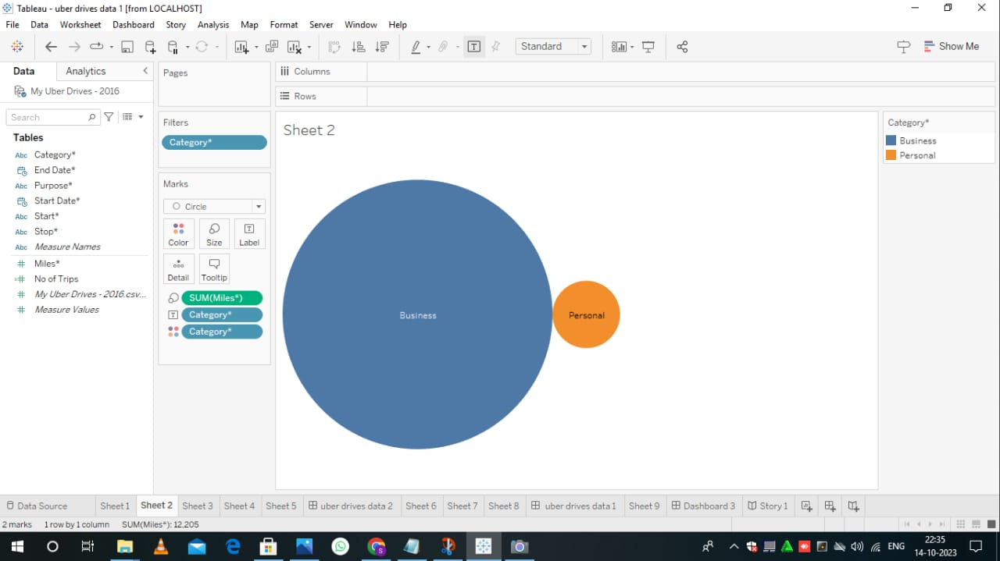 Tableau - uber drives data 1 [from LOCALHOST]
File Data Worksheet Dashboard Story Analysis Map Format Server Window Help
Standard
Show Me
Data Analytics
My Uber Drives - 2016
Search
Tables
Abc Category*
End Date*
Abc Purpose*
Start Date*
Abc Start*
Abc Stop*
Abc Measure Names
# Miles*
# No of Trips
# My Uber Drives - 2016.csv...
# Measure Values
Pages
Filters
Category*
Marks
Circle
Color Size Label
Detail Tooltip
SUM(Miles*)
Category*
Category*
Columns
Rows
Sheet 2
Business
Personal
Category*
Business
Personal
Data Source Sheet 1 Sheet 2 Sheet 3 Sheet 4 Sheet 5 uber drives data 2 Sheet 6 Sheet 7 Sheet 8 uber drives data 1 Sheet 9 Dashboard 3 Story 1
2 marks 1 row by 1 column SUM(Miles*): 12,205
ENG
22:35
14-10-2023